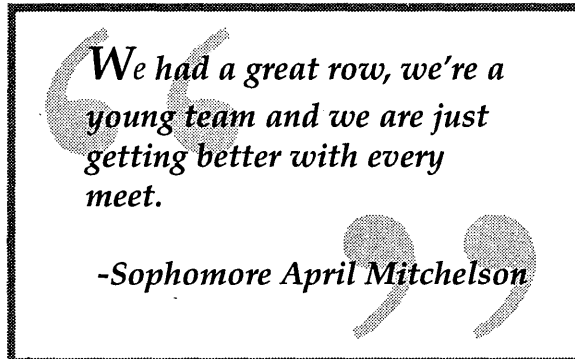 We had a great row, we're a
young team and we are just
getting better with every
meet.
-Sophomore April Mitchelson